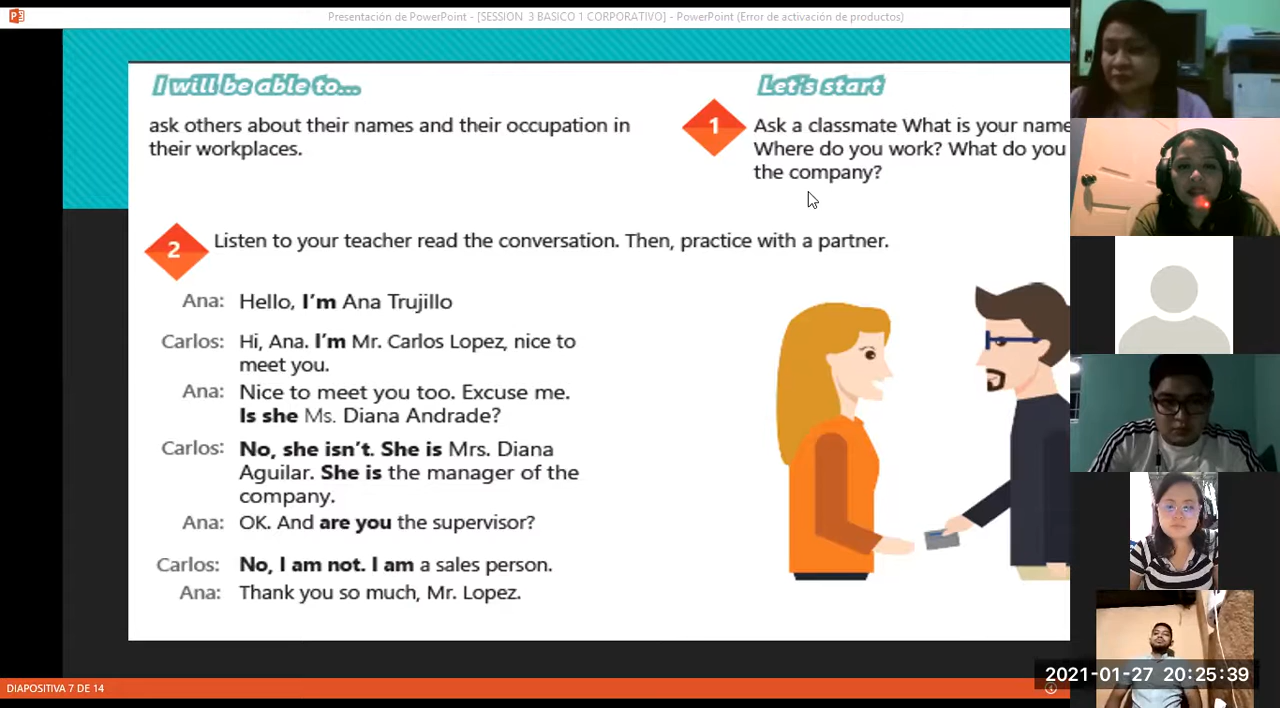 Presentación de PowerPoint - [SESSION 3 BASICO 1 CORPORATIVO] - PowerPoint (Error de activación de productos)
I will be able to...
ask others about their names and their occupation in
their workplaces.
Let's start
1
Ask a classmate What is your name
Where do you work? What do you
the company?
2
Listen to your teacher read the conversation. Then, practice with a partner.
Ana: Hello, I'm Ana Trujillo
Carlos: Hi, Ana. I'm Mr. Carlos Lopez, nice to
meet you.
Ana: Nice to meet you too. Excuse me.
Is she Ms. Diana Andrade?
Carlos: No, she isn't. She is Mrs. Diana
Aguilar. She is the manager of the
company.
Ana: OK. And are you the supervisor?
Carlos: No, I am not. I am a sales person.
Ana: Thank you so much, Mr. Lopez.
DIAPOSITIVA 7 DE 14
2021-01-27 20:25:39